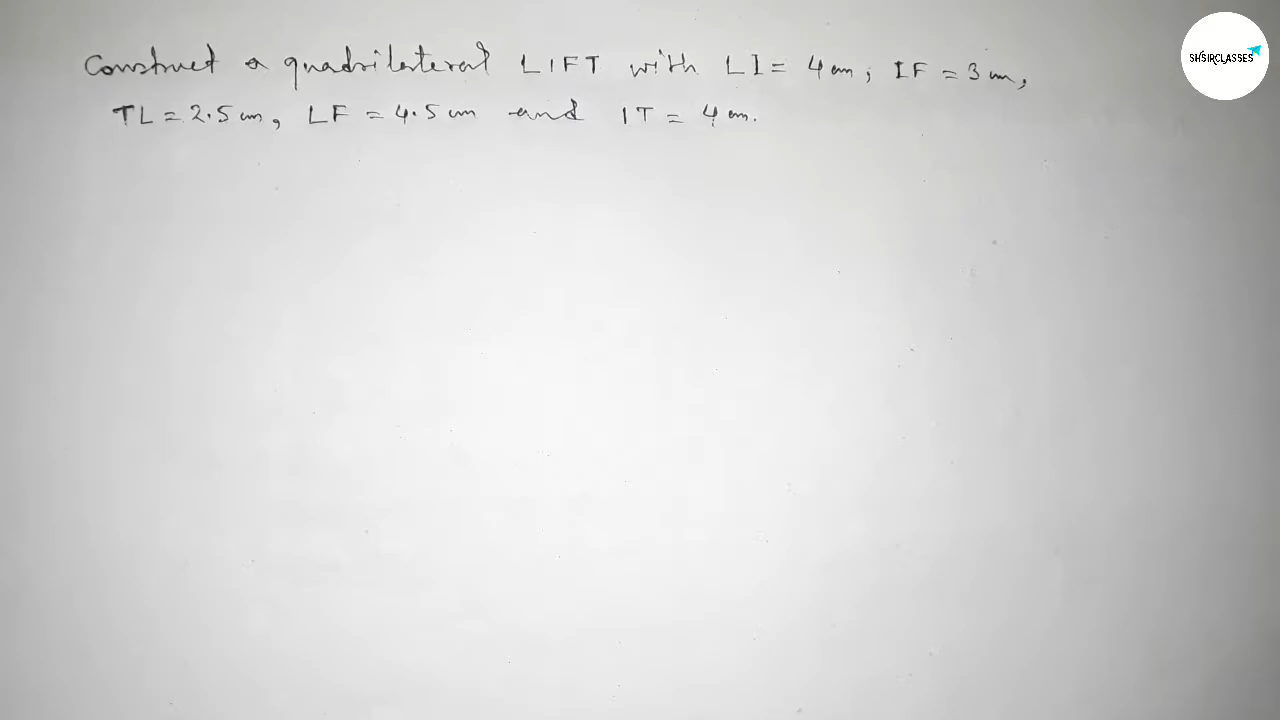 Construct a quadrilateral LIFT with LI = 4 cm; IF = 3 cm,
TL = 2.5 cm, LF = 4.5 cm and IT = 4 cm.
SHSIRCLASSES